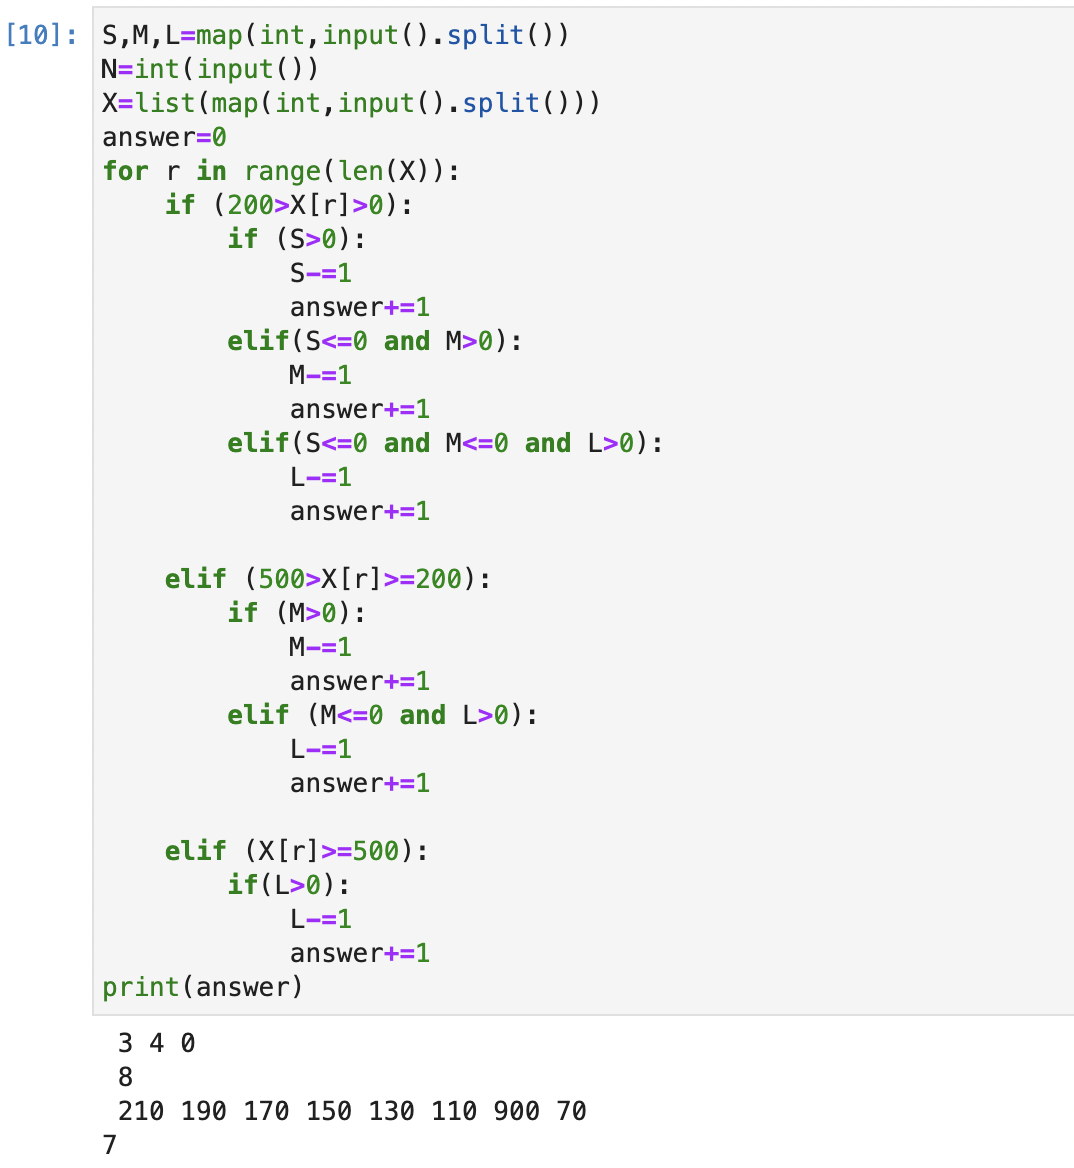 [10]: S,M,L=map(int,input().split())
N=int(input())
X=list(map(int,input().split()))
answer=0
for r in range(len(X)):
    if (200>X[r]>0):
        if (S>0):
            S-=1
            answer+=1
        elif(S<=0 and M>0):
            M-=1
            answer+=1
        elif(S<=0 and M<=0 and L>0):
            L-=1
            answer+=1

    elif (500>X[r]>=200):
        if (M>0):
            M-=1
            answer+=1
        elif (M<=0 and L>0):
            L-=1
            answer+=1

    elif (X[r]>=500):
        if(L>0):
            L-=1
            answer+=1
print(answer)
3 4 0
8
210 190 170 150 130 110 900 70
7